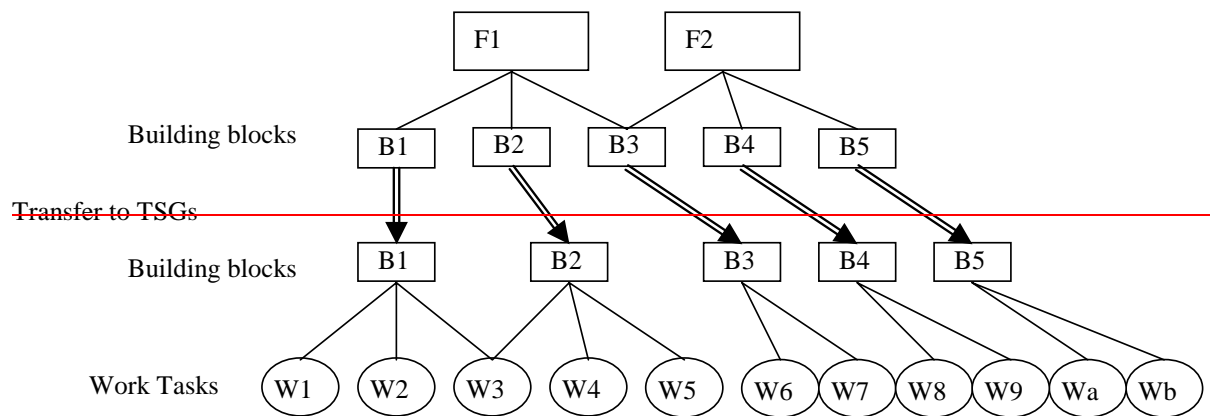 F1 F2
Building blocks B1 B2 B3 B4 B5
Transfer to TSGs
Building blocks B1 B2 B3 B4 B5
Work Tasks W1 W2 W3 W4 W5 W6 W7 W8 W9 Wa Wb